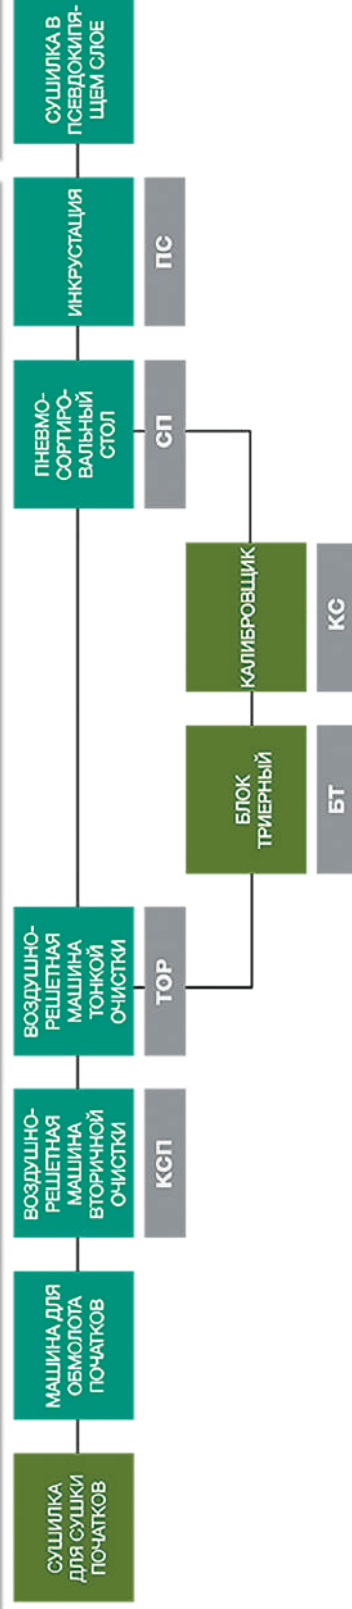 СУШИЛКА
ДЛЯ СУШКИ
ПОЧАТКОВ
МАШИНА ДЛЯ
ОБМОЛОТА
ПОЧАТКОВ
ВОЗДУШНО-
РЕШЕТНАЯ
МАШИНА
ВТОРИЧНОЙ
ОЧИСТКИ
КСП
ВОЗДУШНО-
РЕШЕТНАЯ
МАШИНА
ТОНКОЙ
ОЧИСТКИ
ТОР
БЛОК
ТРИЕРНЫЙ
БТ
КАЛИБРОВЩИК
КС
ПНЕВМО-
СОРТИРО-
ВАЛЬНЫЙ
СТОЛ
СП
ИНКРУСТАЦИЯ
ПС
СУШИЛКА В
ПСЕВДОКИПЯ-
ЩЕМ СЛОЕ